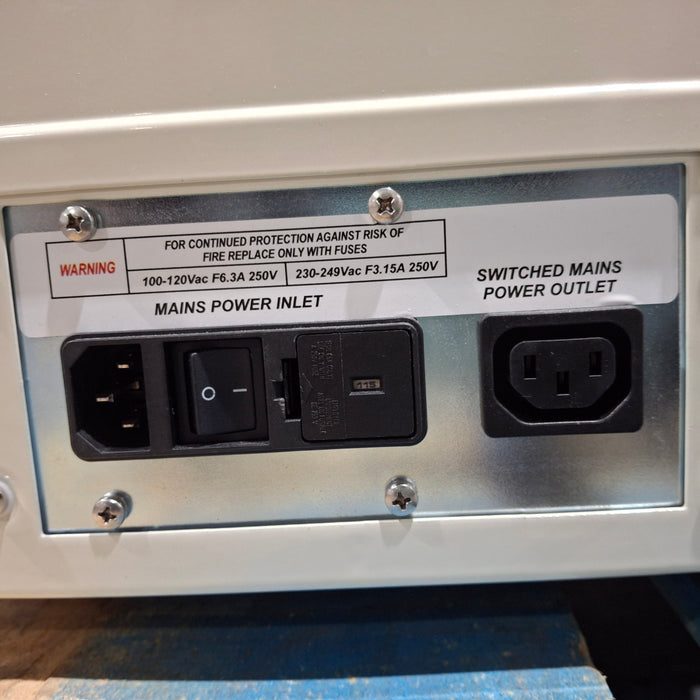 WARNING
FOR CONTINUED PROTECTION AGAINST RISK OF
FIRE REPLACE ONLY WITH FUSES
100-120Vac F6.3A 250V
230-249Vac F3.15A 250V
MAINS POWER INLET
SWITCHED MAINS
POWER OUTLET
O
I
115